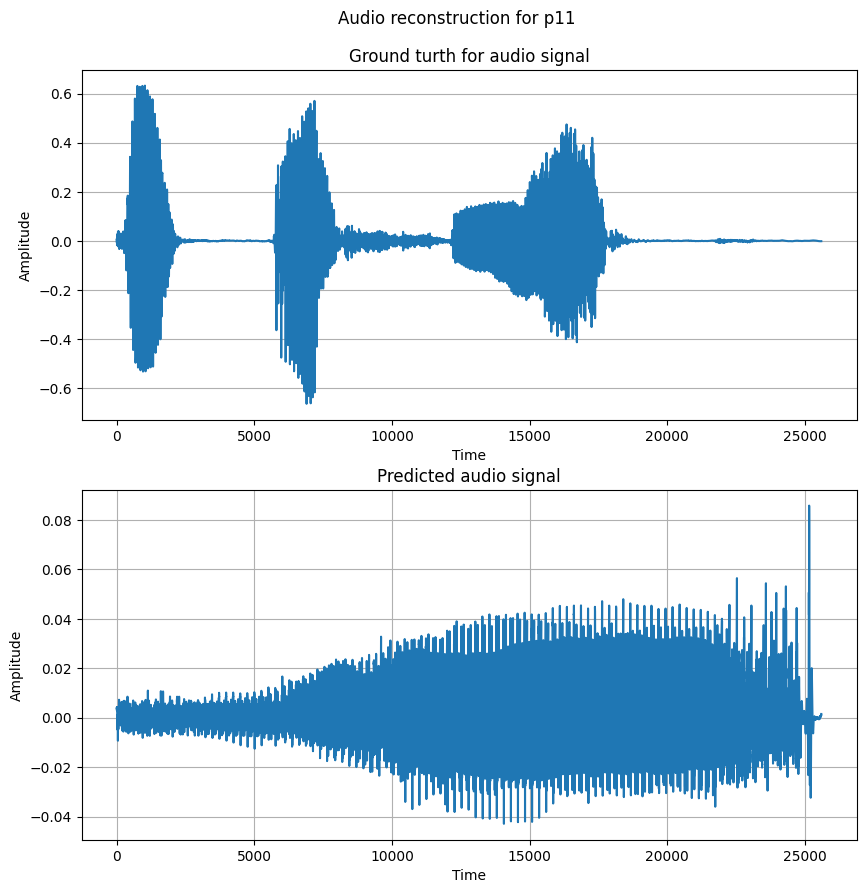 Audio reconstruction for p11
Ground turth for audio signal
Amplitude
0.6
0.4
0.2
0.0
−0.2
−0.4
−0.6
0 5000 10000 15000 20000 25000
Time
Predicted audio signal
Amplitude
0.08
0.06
0.04
0.02
0.00
−0.02
−0.04
0 5000 10000 15000 20000 25000
Time